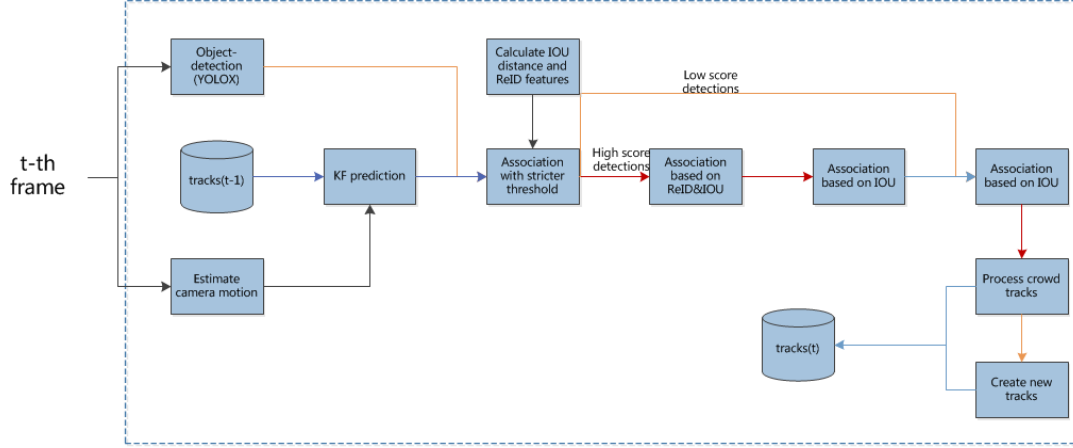 t-th
frame
Object-
detection
(YOLOX)
tracks(t-1)
Estimate
camera motion
KF prediction
Calculate IOU
distance and
ReID features
Association
with stricter
threshold
Low score
detections
High score
detections
Association
based on
ReID&IOU
Association
based on IOU
Association
based on IOU
Process crowd
tracks
Create new
tracks
tracks(t)